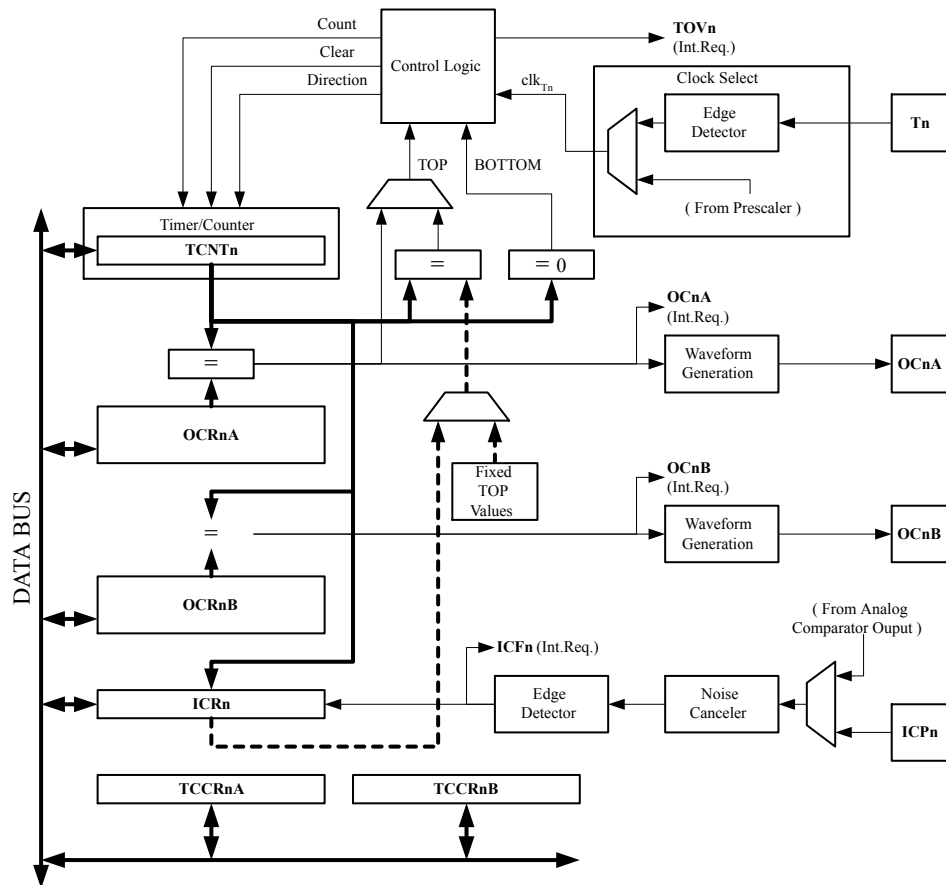 Count
TOVn
(Int.Req.)
Clear
Control Logic
Clock Select
Direction
clkTn
Edge
Detector
Tn
TOP
BOTTOM
( From Prescaler )
Timer/Counter
TCNTn
=
= 0
OCnA
(Int.Req.)
=
Waveform
Generation
OCnA
OCRnA
Fixed
TOP
Values
OCnB
(Int.Req.)
=
Waveform
Generation
OCnB
DATA BUS
OCRnB
( From Analog
Comparator Ouput )
ICFn (Int.Req.)
ICRn
Edge
Detector
Noise
Canceler
ICPn
TCCRnA
TCCRnB